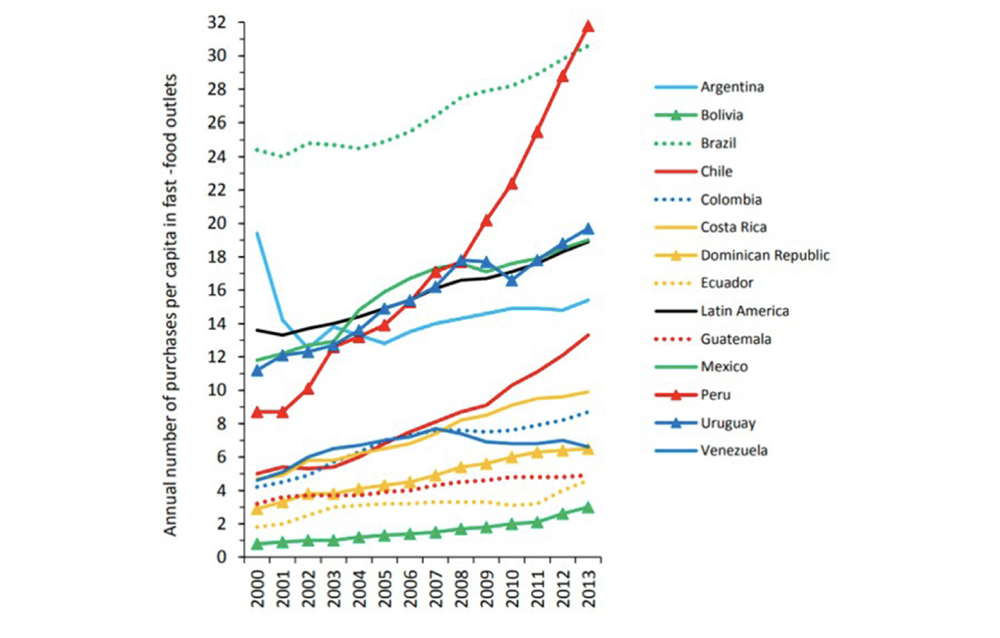 Annual number of purchases per capita in fast -food outlets
32
30
28
26
24
22
20
18
16
14
12
10
8
6
4
2
0
2000
2001
2002
2003
2004
2005
2006
2007
2008
2009
2010
2011
2012
2013
Argentina
Bolivia
Brazil
Chile
Colombia
Costa Rica
Dominican Republic
Ecuador
Latin America
Guatemala
Mexico
Peru
Uruguay
Venezuela